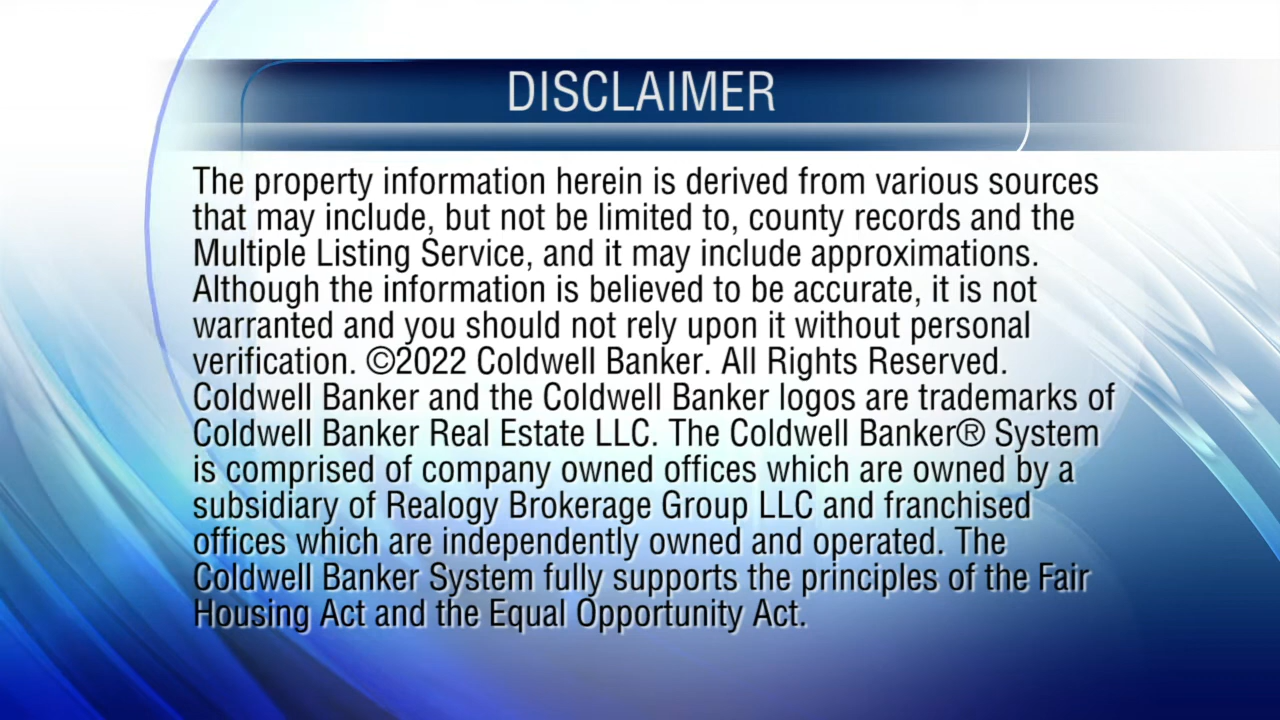 DISCLAIMER
The property information herein is derived from various sources
that may include, but not be limited to, county records and the
Multiple Listing Service, and it may include approximations.
Although the information is believed to be accurate, it is not
warranted and you should not rely upon it without personal
verification. ©2022 Coldwell Banker. All Rights Reserved.
Coldwell Banker and the Coldwell Banker logos are trademarks of
Coldwell Banker Real Estate LLC. The Coldwell Banker® System
is comprised of company owned offices which are owned by a
subsidiary of Realogy Brokerage Group LLC and franchised
offices which are independently owned and operated. The
Coldwell Banker System fully supports the principles of the Fair
Housing Act and the Equal Opportunity Act.